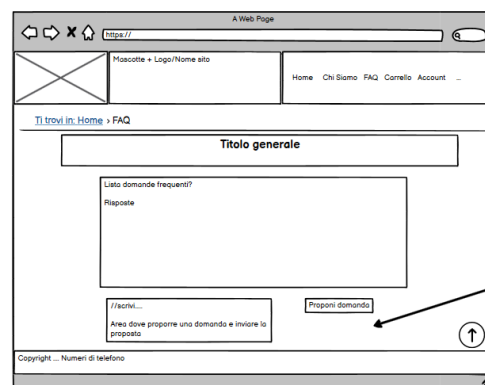 A Web Page
https://
Mascotte + Logo/Nome sito
Home Chi Siamo FAQ Carrello Account ...
Ti trovi in: Home > FAQ
Titolo generale
Lista domande frequenti?
Risposte
//scrivi....
Proponi domanda
Area dove proporre una domanda e inviare la
proposta
Copyright ... Numeri di telefono